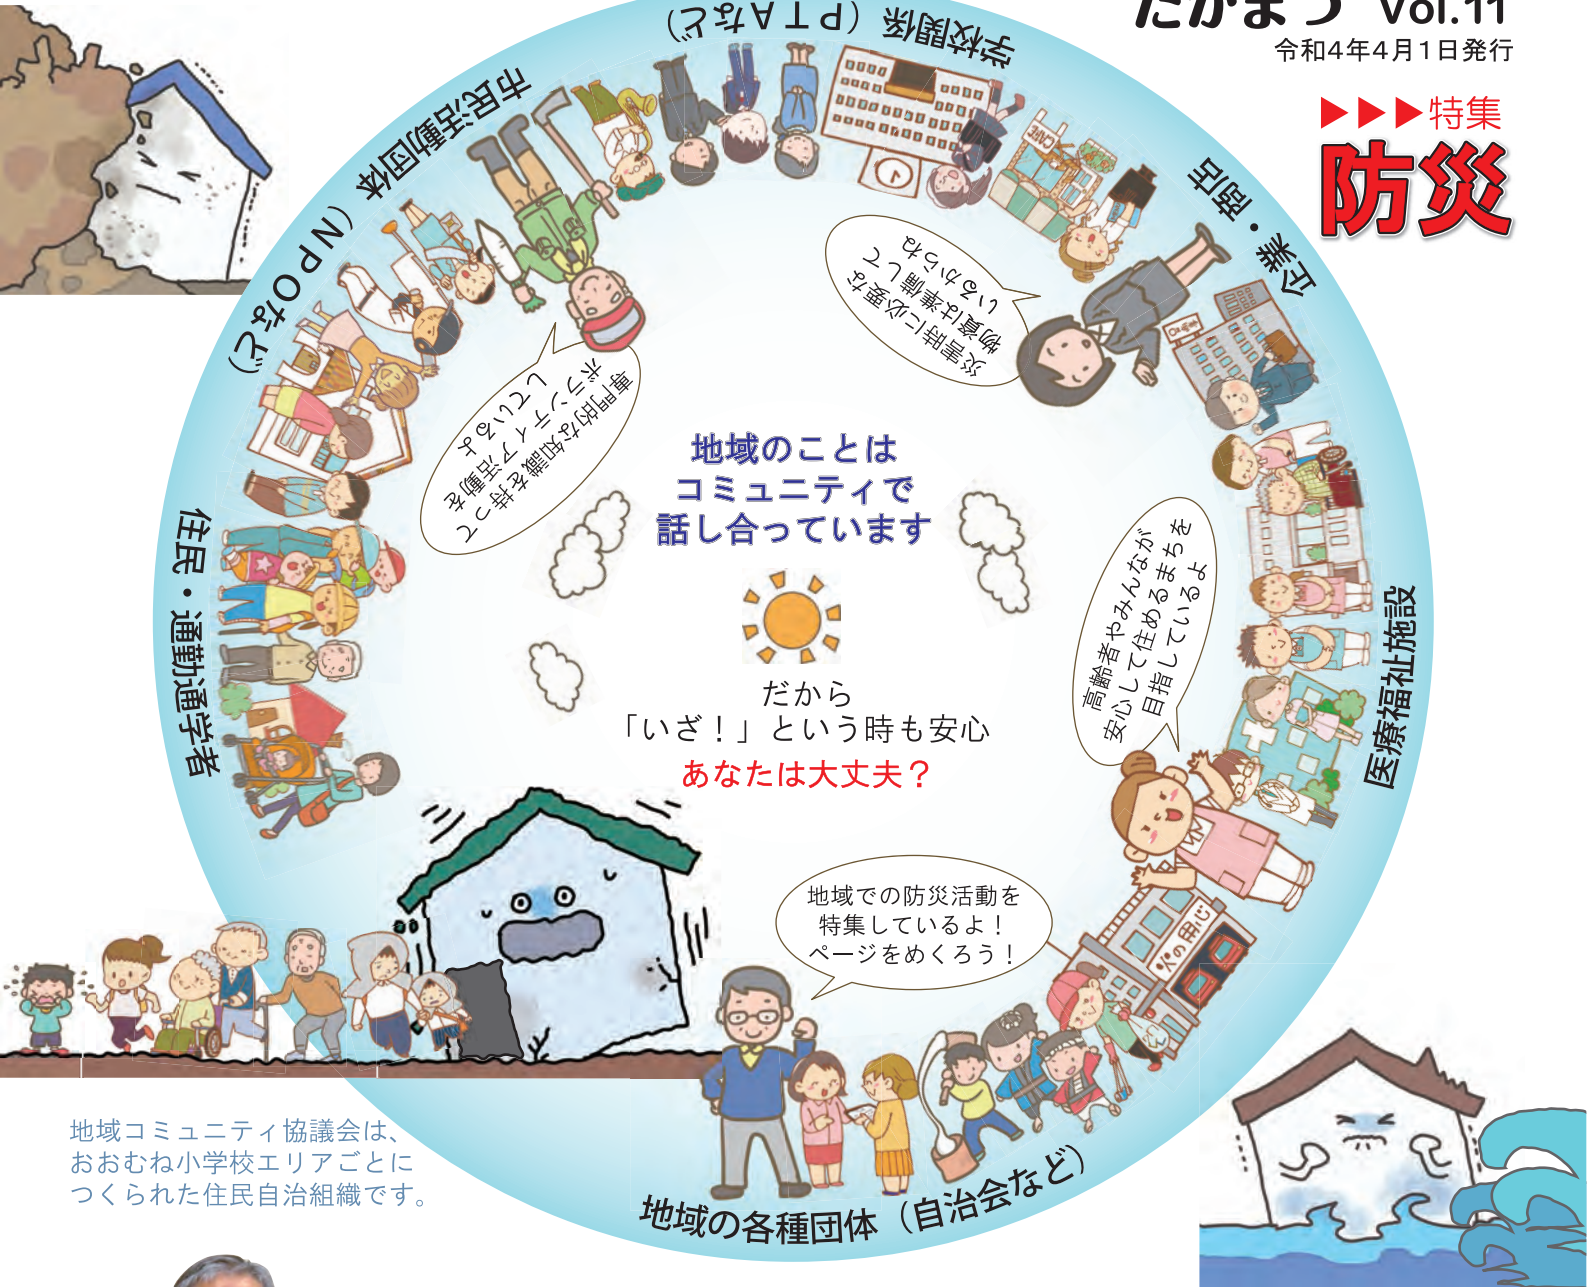 たかまつ Vol.11
令和4年4月1日発行
▶▶▶特集
防災
学校関係（PTAなど）
市民活動団体（NPOなど）
企業・商店
住民・通勤通学者
医療福祉施設
地域の各種団体（自治会など）
災害時に必要な
物資は準備して
いるからね
専門的な知識を持って
ボランティア活動を
しているよ
地域のことは
コミュニティで
話し合っています
高齢者やみんなが
安心して住めるまちを
目指しているよ
だから
「いざ！」という時も安心
あなたは大丈夫？
地域での防災活動を
特集しているよ！
ページをめくろう！
CAFE
火の用心
地域コミュニティ協議会は、
おおむね小学校エリアごとに
つくられた住民自治組織です。